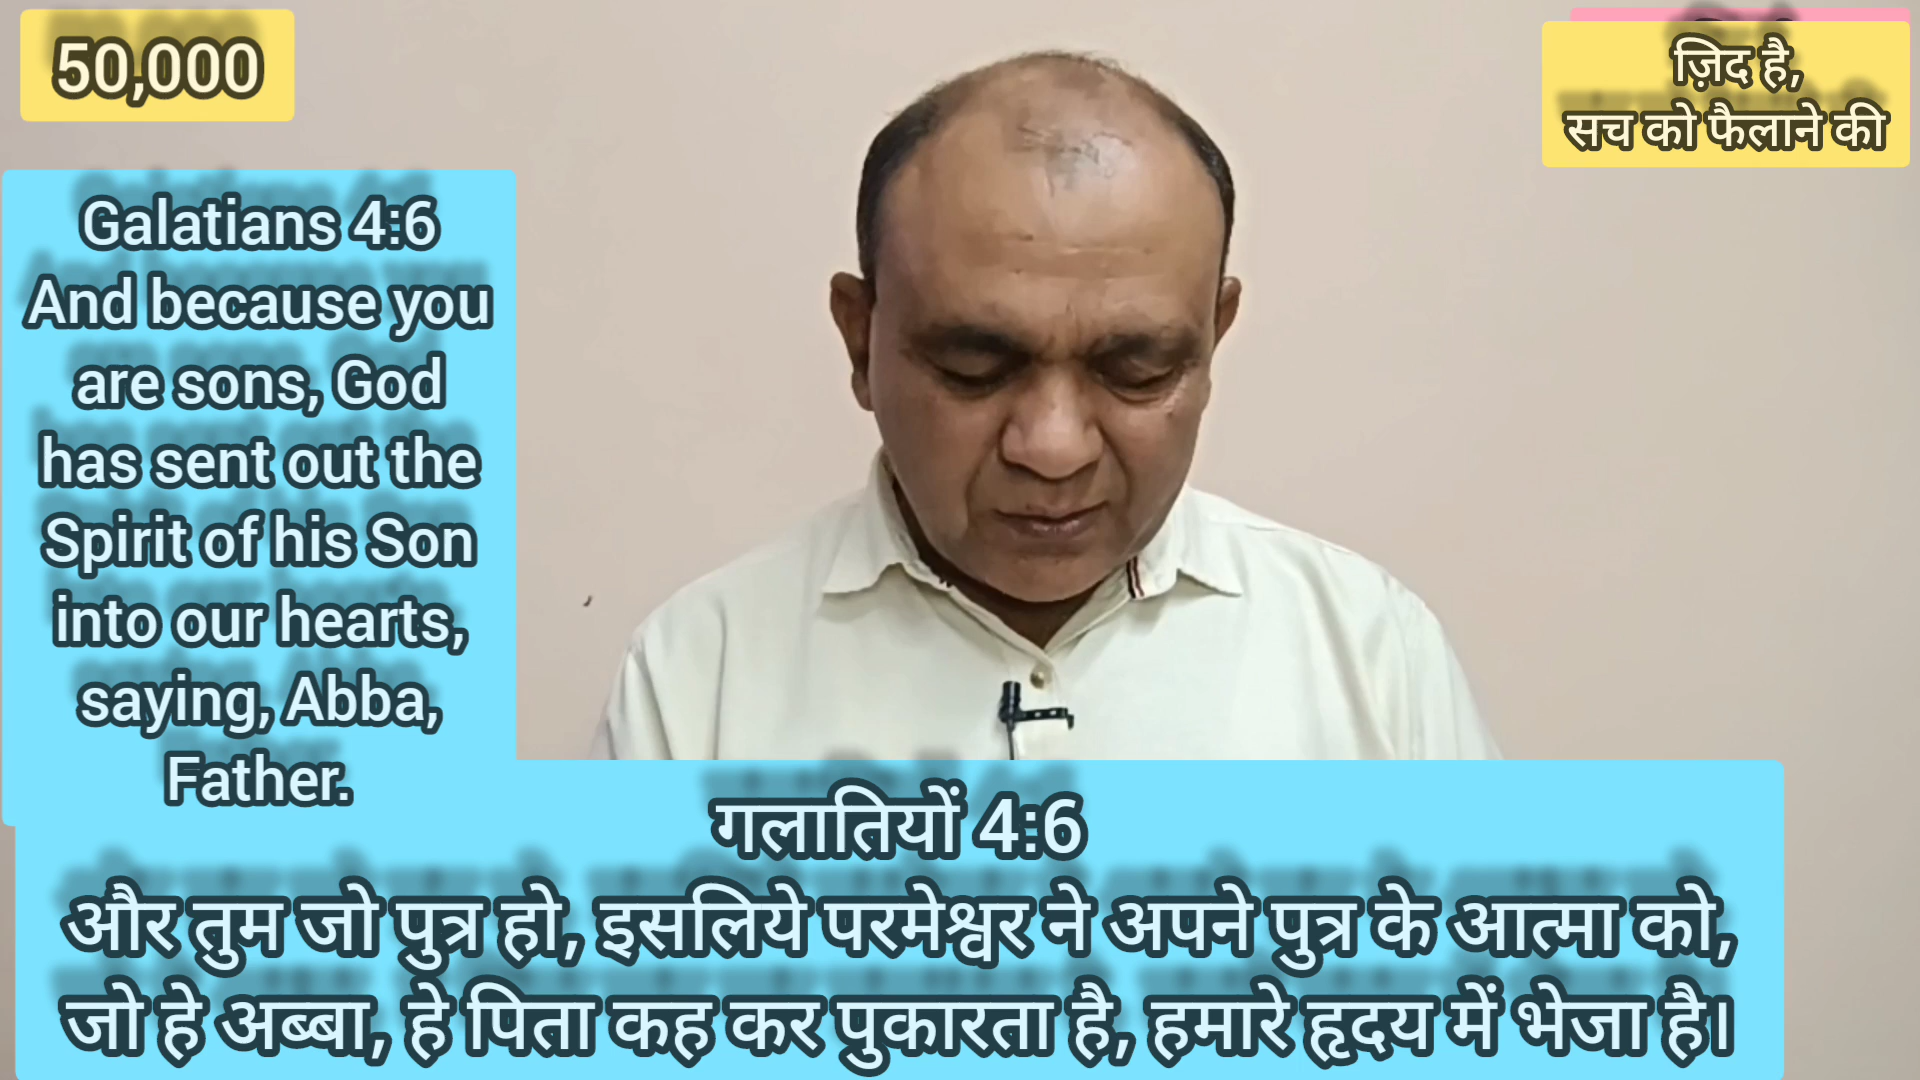 50,000
ज़िद है,
सच को फैलाने की
Galatians 4:6
And because you
are sons, God
has sent out the
Spirit of his Son
into our hearts,
saying, Abba,
Father.
गलातियों 4:6
और तुम जो पुत्र हो, इसलिये परमेश्वर ने अपने पुत्र के आत्मा को,
जो हे अब्बा, हे पिता कह कर पुकारता है, हमारे हृदय में भेजा है।